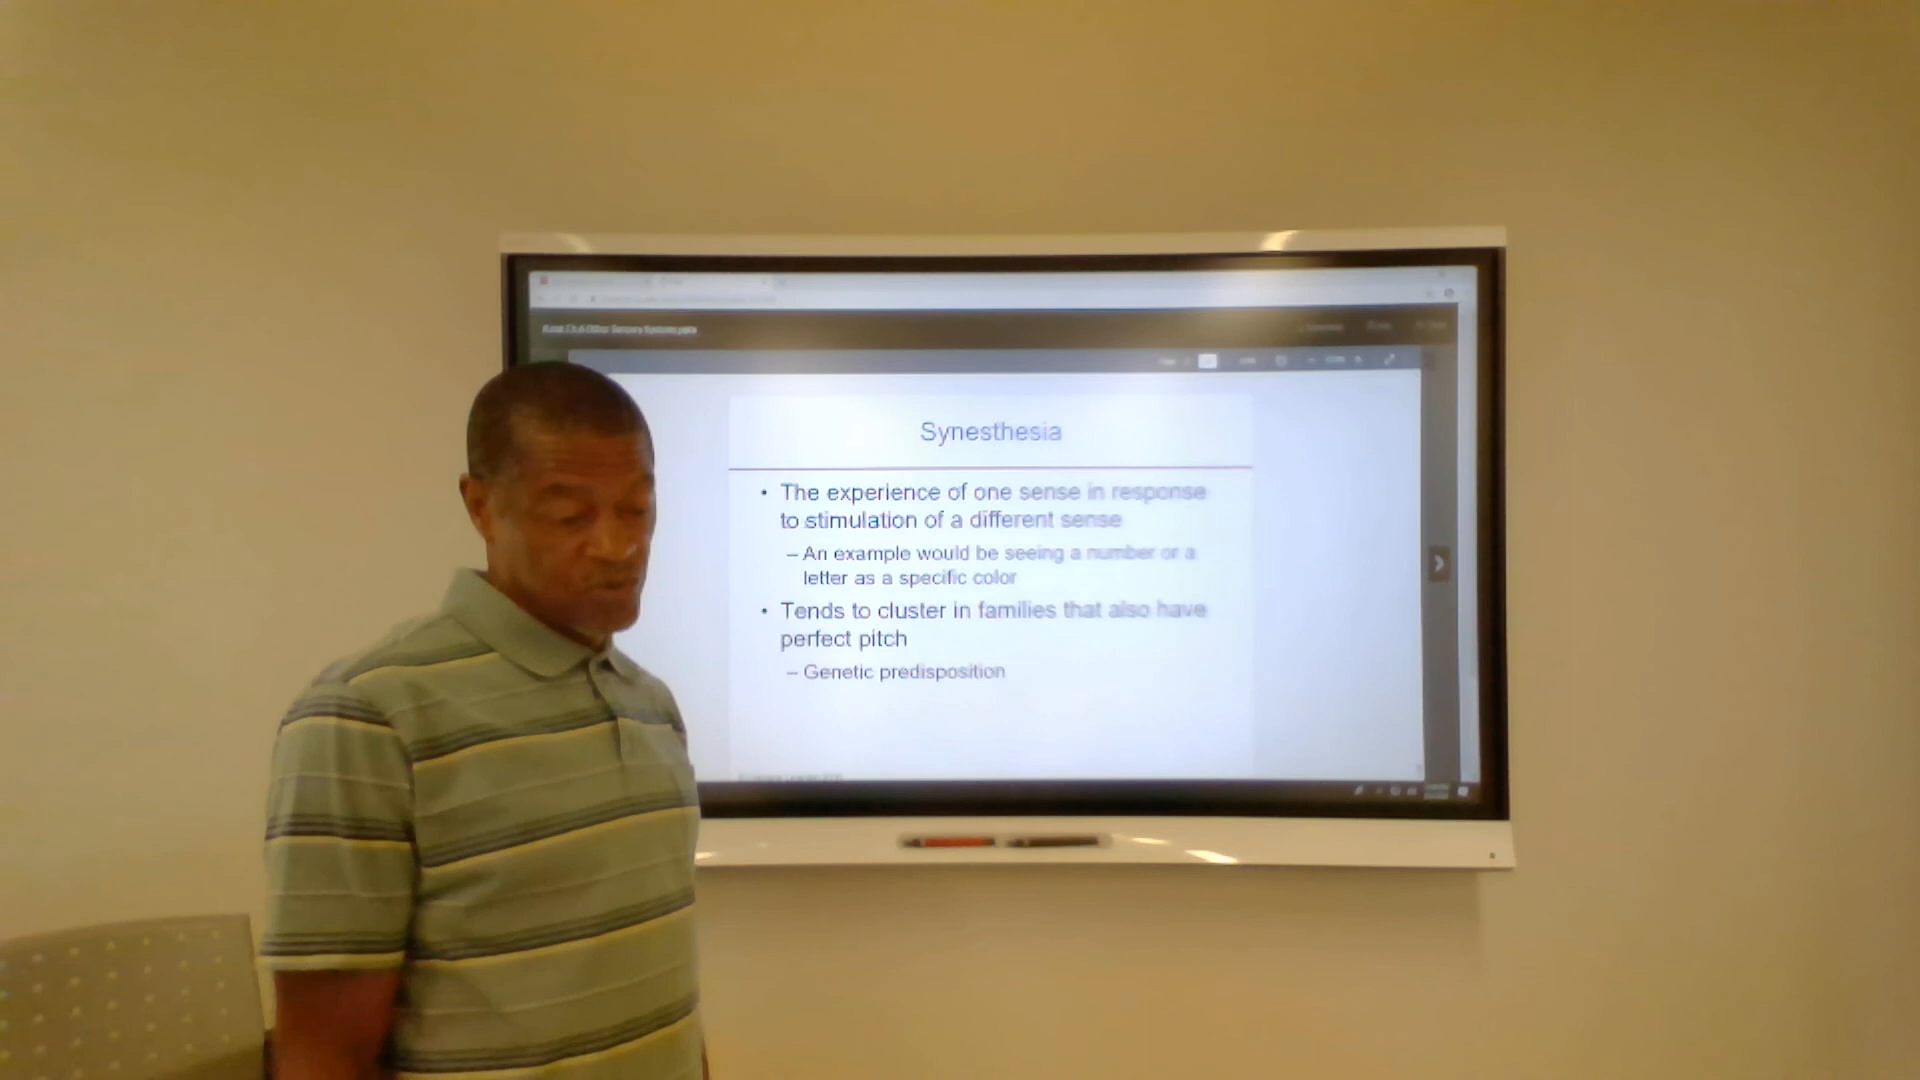 Synesthesia
• The experience of one sense in response
to stimulation of a different sense
– An example would be seeing a number or a
letter as a specific color
• Tends to cluster in families that also have
perfect pitch
– Genetic predisposition